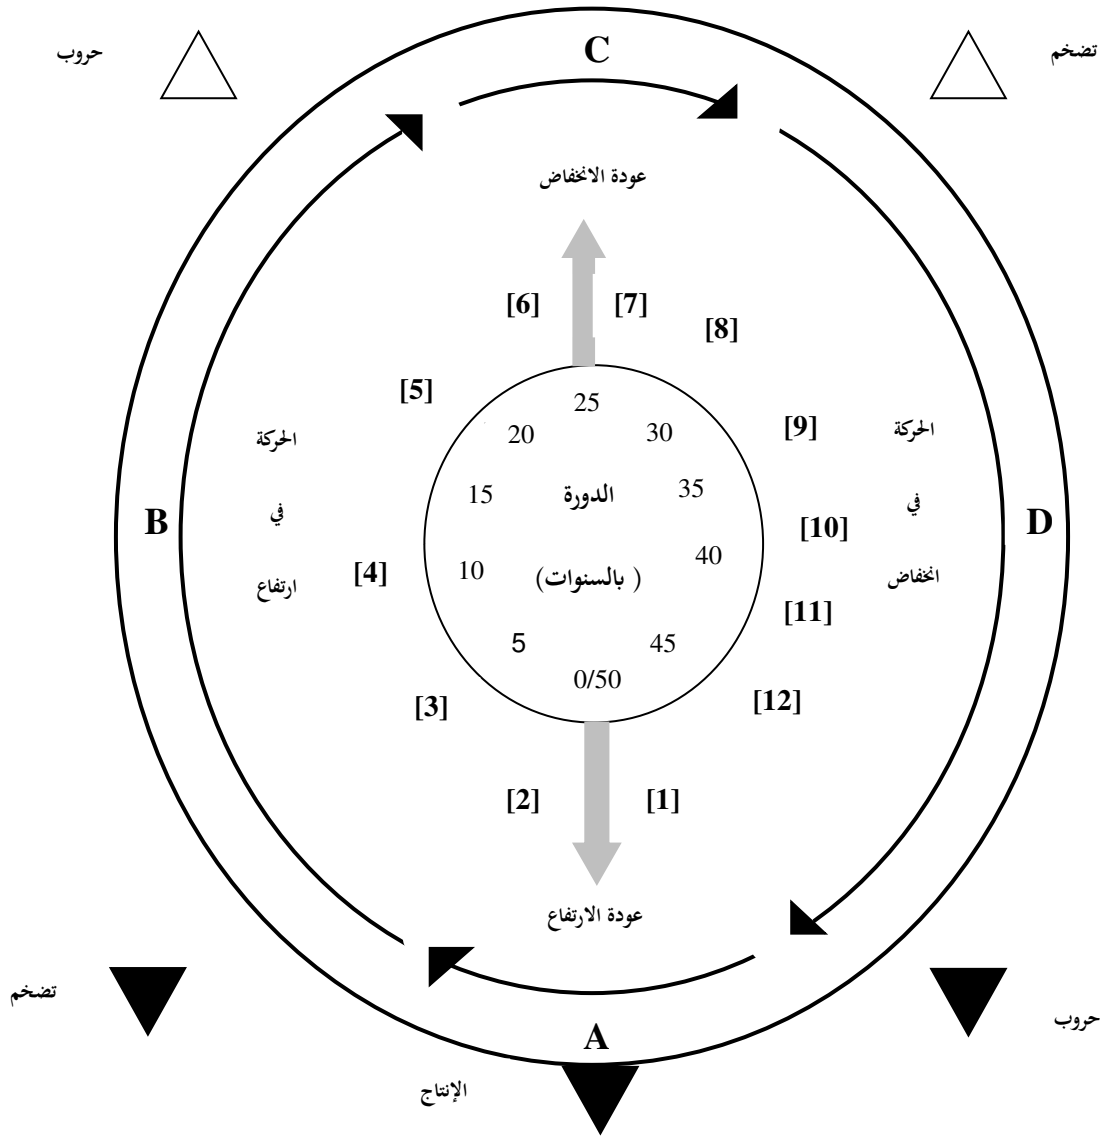 حروب
C
تضخم
عودة الانخفاض
[6]
[7]
[8]
[5]
25
20
30
[9]
الحركة
الحركة
15
الدورة
35
في
في
B
D
[10]
40
[4]
10
( بالسنوات)
ارتفاع
انخفاض
[11]
5
45
0/50
[3]
[12]
[2]
[1]
عودة الارتفاع
تضخم
حروب
A
الإنتاج